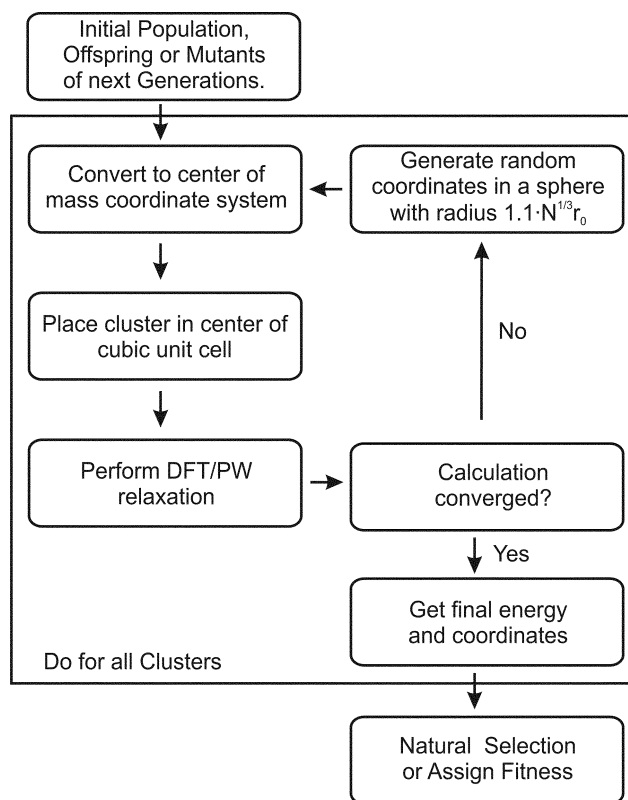 Initial Population,
Offspring or Mutants
of next Generations.
Convert to center of
mass coordinate system
Generate random
coordinates in a sphere
with radius 1.1·N^{1/3}r_0
Place cluster in center of
cubic unit cell
No
Perform DFT/PW
relaxation
Calculation
converged?
Yes
Get final energy
and coordinates
Do for all Clusters
Natural Selection
or Assign Fitness